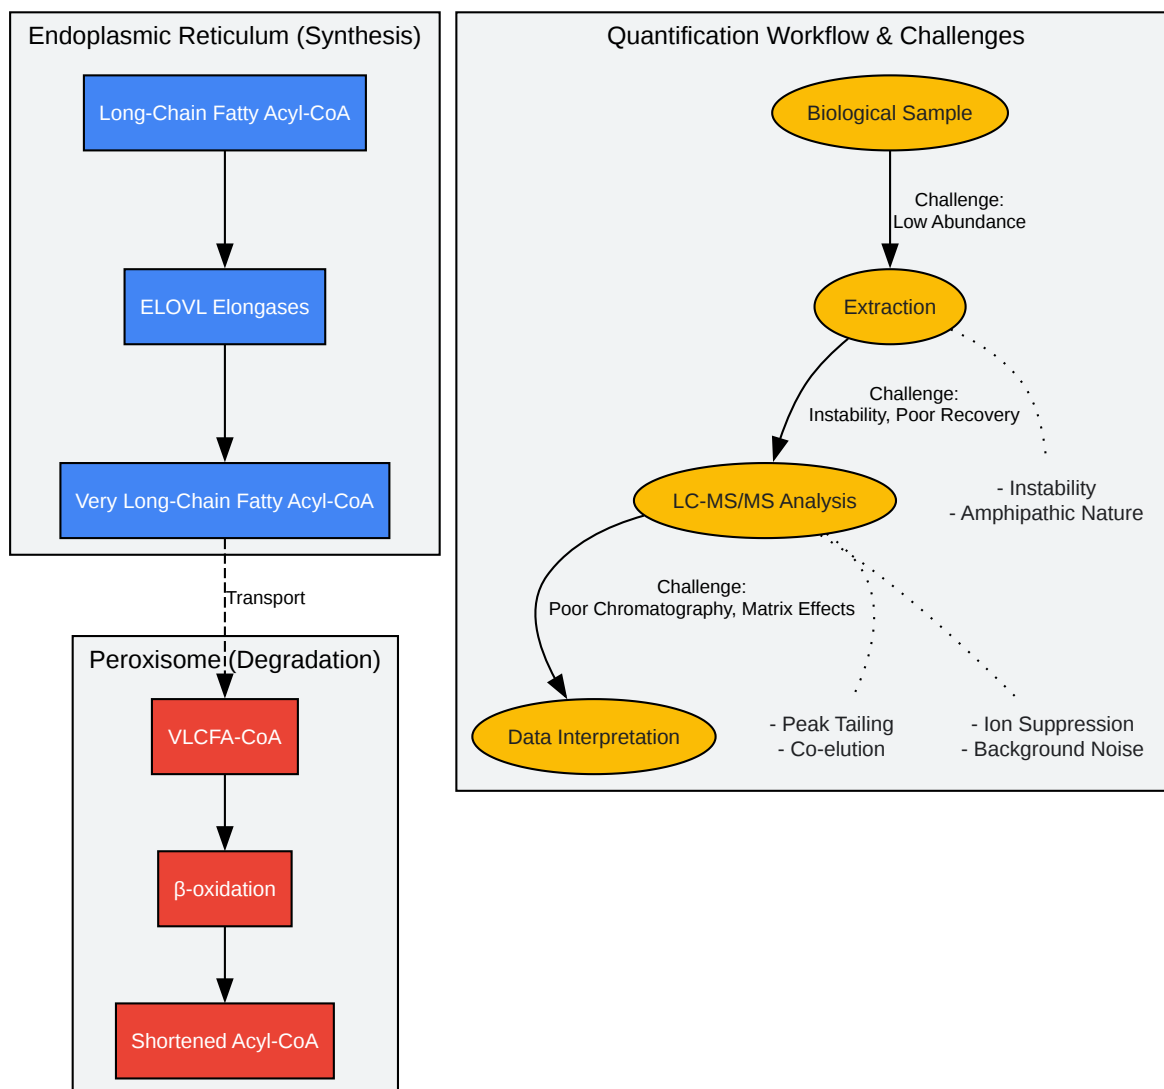 Endoplasmic Reticulum (Synthesis)
Long-Chain Fatty Acyl-CoA
ELOVL Elongases
Very Long-Chain Fatty Acyl-CoA
Transport
Peroxisome (Degradation)
VLCFA-CoA
β-oxidation
Shortened Acyl-CoA
Quantification Workflow & Challenges
Biological Sample
Challenge:
Low Abundance
Extraction
Challenge:
Instability, Poor Recovery
- Instability
- Amphipathic Nature
LC-MS/MS Analysis
Challenge:
Poor Chromatography, Matrix Effects
Data Interpretation
- Peak Tailing
- Co-elution
- Ion Suppression
- Background Noise